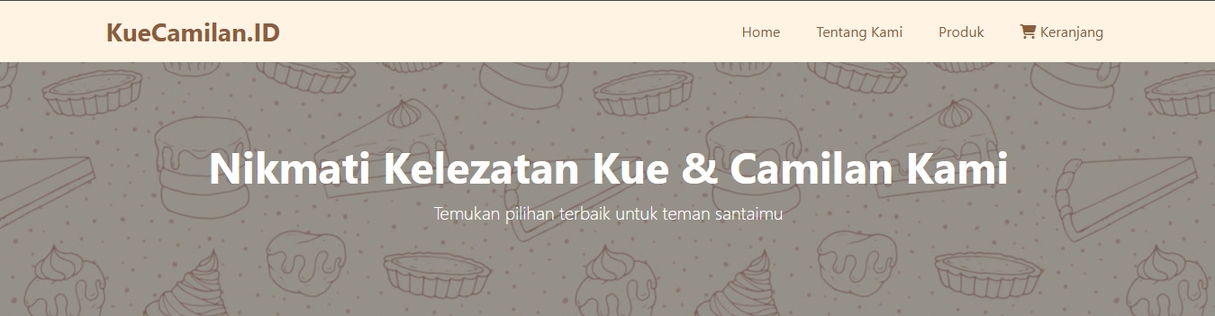 KueCamilan.ID
Home Tentang Kami Produk Keranjang
Nikmati Kelezatan Kue & Camilan Kami
Temukan pilihan terbaik untuk teman santaimu